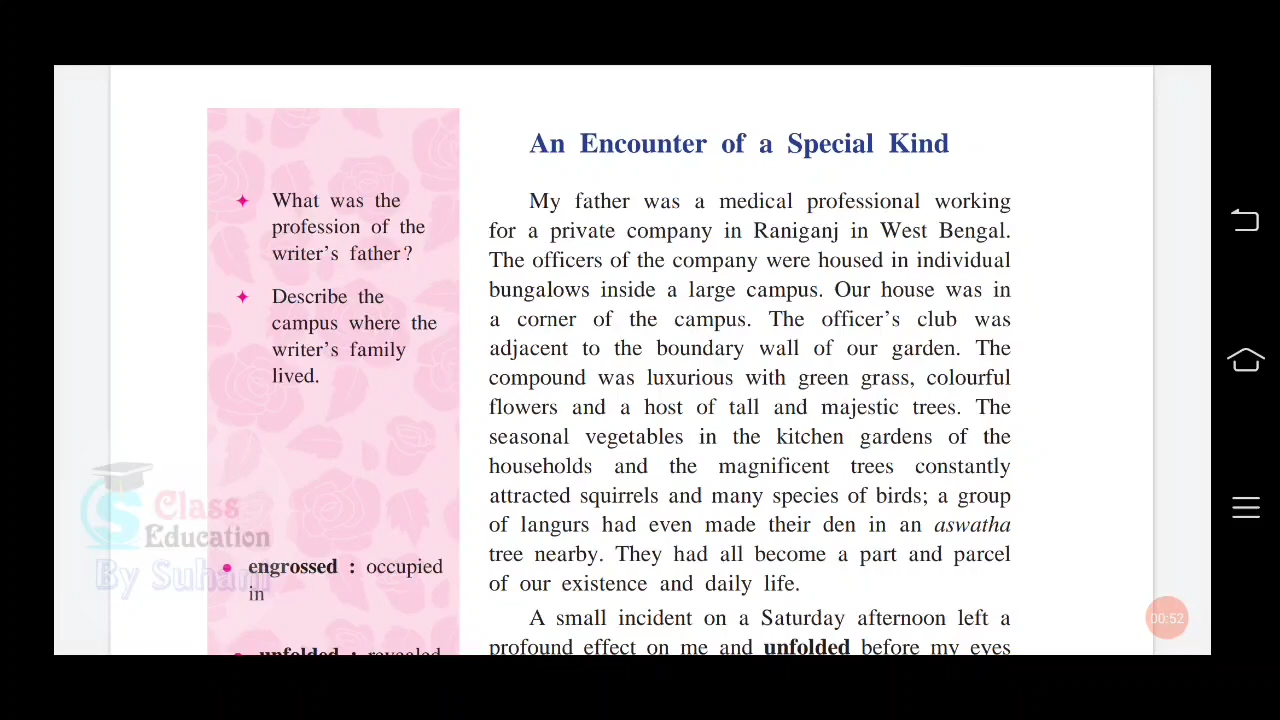 An Encounter of a Special Kind
What was the
profession of the
writer's father?
Describe the
campus where the
writer's family
lived.
engrossed : occupied
in
unfolded : revealed
My father was a medical professional working
for a private company in Raniganj in West Bengal.
The officers of the company were housed in individual
bungalows inside a large campus. Our house was in
a corner of the campus. The officer's club was
adjacent to the boundary wall of our garden. The
compound was luxurious with green grass, colourful
flowers and a host of tall and majestic trees. The
seasonal vegetables in the kitchen gardens of the
households and the magnificent trees constantly
attracted squirrels and many species of birds; a group
of langurs had even made their den in an aswatha
tree nearby. They had all become a part and parcel
of our existence and daily life.
A small incident on a Saturday afternoon left a
profound effect on me and unfolded before my eyes
Class
Education
By Suham
00:52